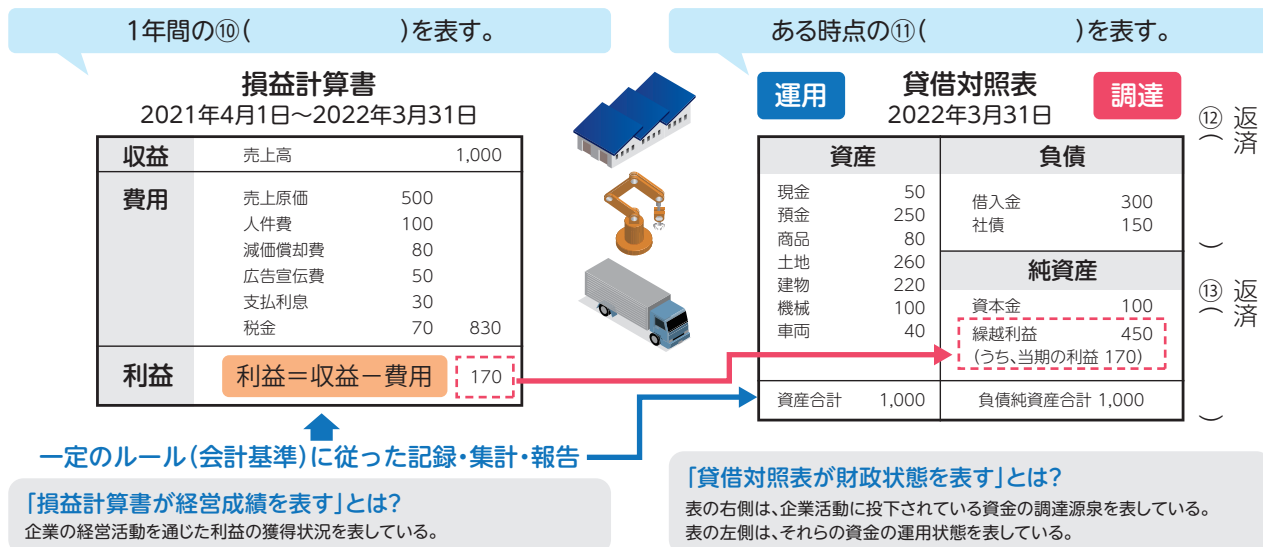 1年間の⑩(　　　　　　)を表す。
損益計算書
2021年4月1日～2022年3月31日
収益 売上高 1,000
費用 売上原価 500
人件費 100
減価償却費 80
広告宣伝費 50
支払利息 30
税金 70 830
利益 利益＝収益－費用 170
一定のルール(会計基準)に従った記録・集計・報告
「損益計算書が経営成績を表す」とは?
企業の経営活動を通じた利益の獲得状況を表している。
ある時点の⑪(　　　　　　)を表す。
運用
貸借対照表
2022年3月31日
調達
資産
現金 50
預金 250
商品 80
土地 260
建物 220
機械 100
車両 40
資産合計 1,000
負債
借入金 300
社債 150
純資産
資本金 100
繰越利益 450
(うち、当期の利益 170)
負債純資産合計 1,000
返済
⑫(　　　　)
返済
⑬(　　　　)
「貸借対照表が財政状態を表す」とは?
表の右側は、企業活動に投下されている資金の調達源泉を表している。
表の左側は、それらの資金の運用状態を表している。